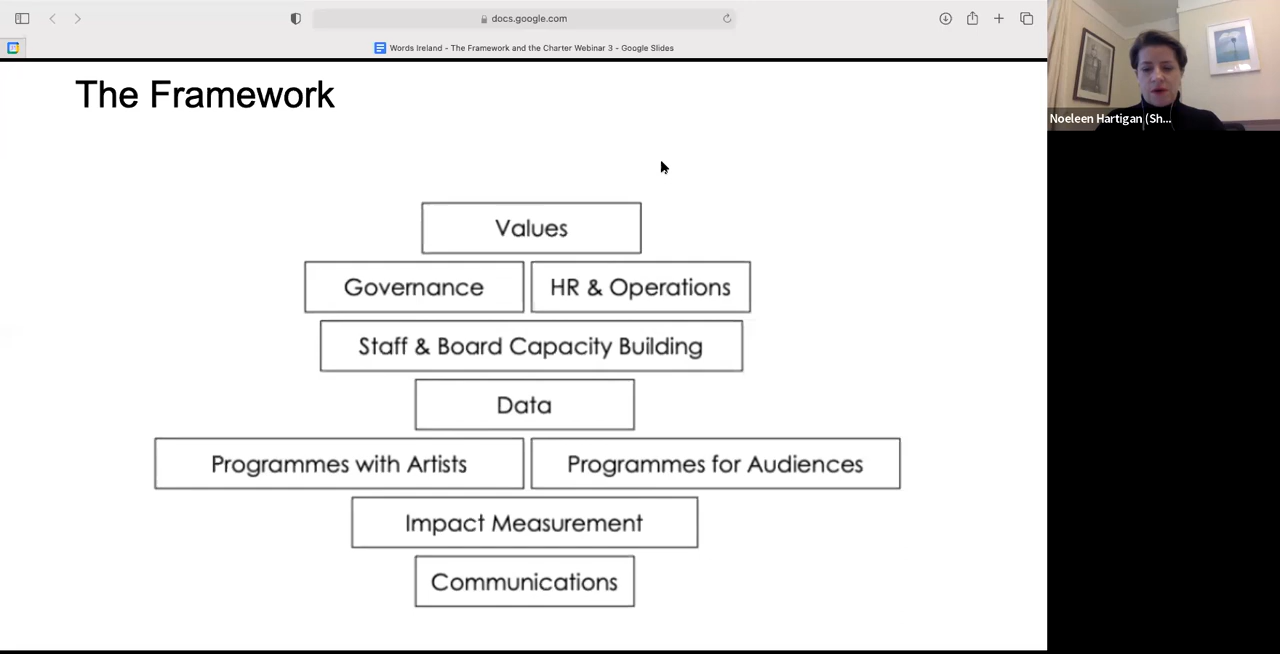 docs.google.com
Words Ireland - The Framework and the Charter Webinar 3 - Google Slides
The Framework
Noeleen Hartigan (Sh...
Values
Governance
HR & Operations
Staff & Board Capacity Building
Data
Programmes with Artists
Programmes for Audiences
Impact Measurement
Communications